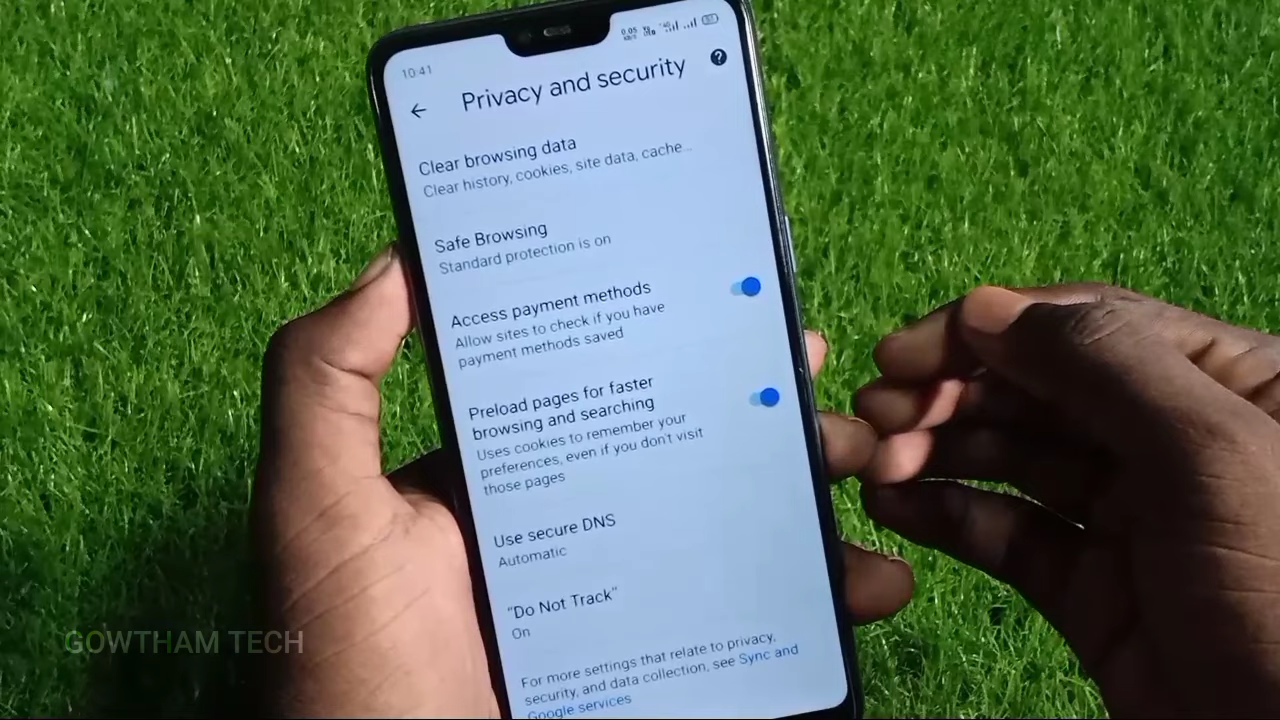 10:41
0.05
KB/S
Privacy and security
Clear browsing data
Clear history, cookies, site data, cache...
Safe Browsing
Standard protection is on
Access payment methods
Allow sites to check if you have
payment methods saved
Preload pages for faster
browsing and searching
Uses cookies to remember your
preferences, even if you don't visit
those pages
Use secure DNS
Automatic
"Do Not Track"
On
For more settings that relate to privacy,
security, and data collection, see Sync and
Google services
GOWTHAM TECH